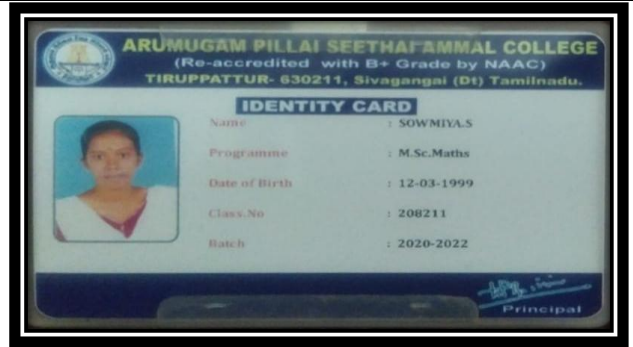 ARUMUGAM PILLAI SEETHAI AMMAL COLLEGE
(Re-accredited with B+ Grade by NAAC)
TIRUPPATTUR- 630211, Sivagangai (Dt) Tamilnadu.
IDENTITY CARD
Name : SOWMIYA.S
Programme : M.Sc.Maths
Date of Birth : 12-03-1999
Class.No : 208211
Batch : 2020-2022
Principal